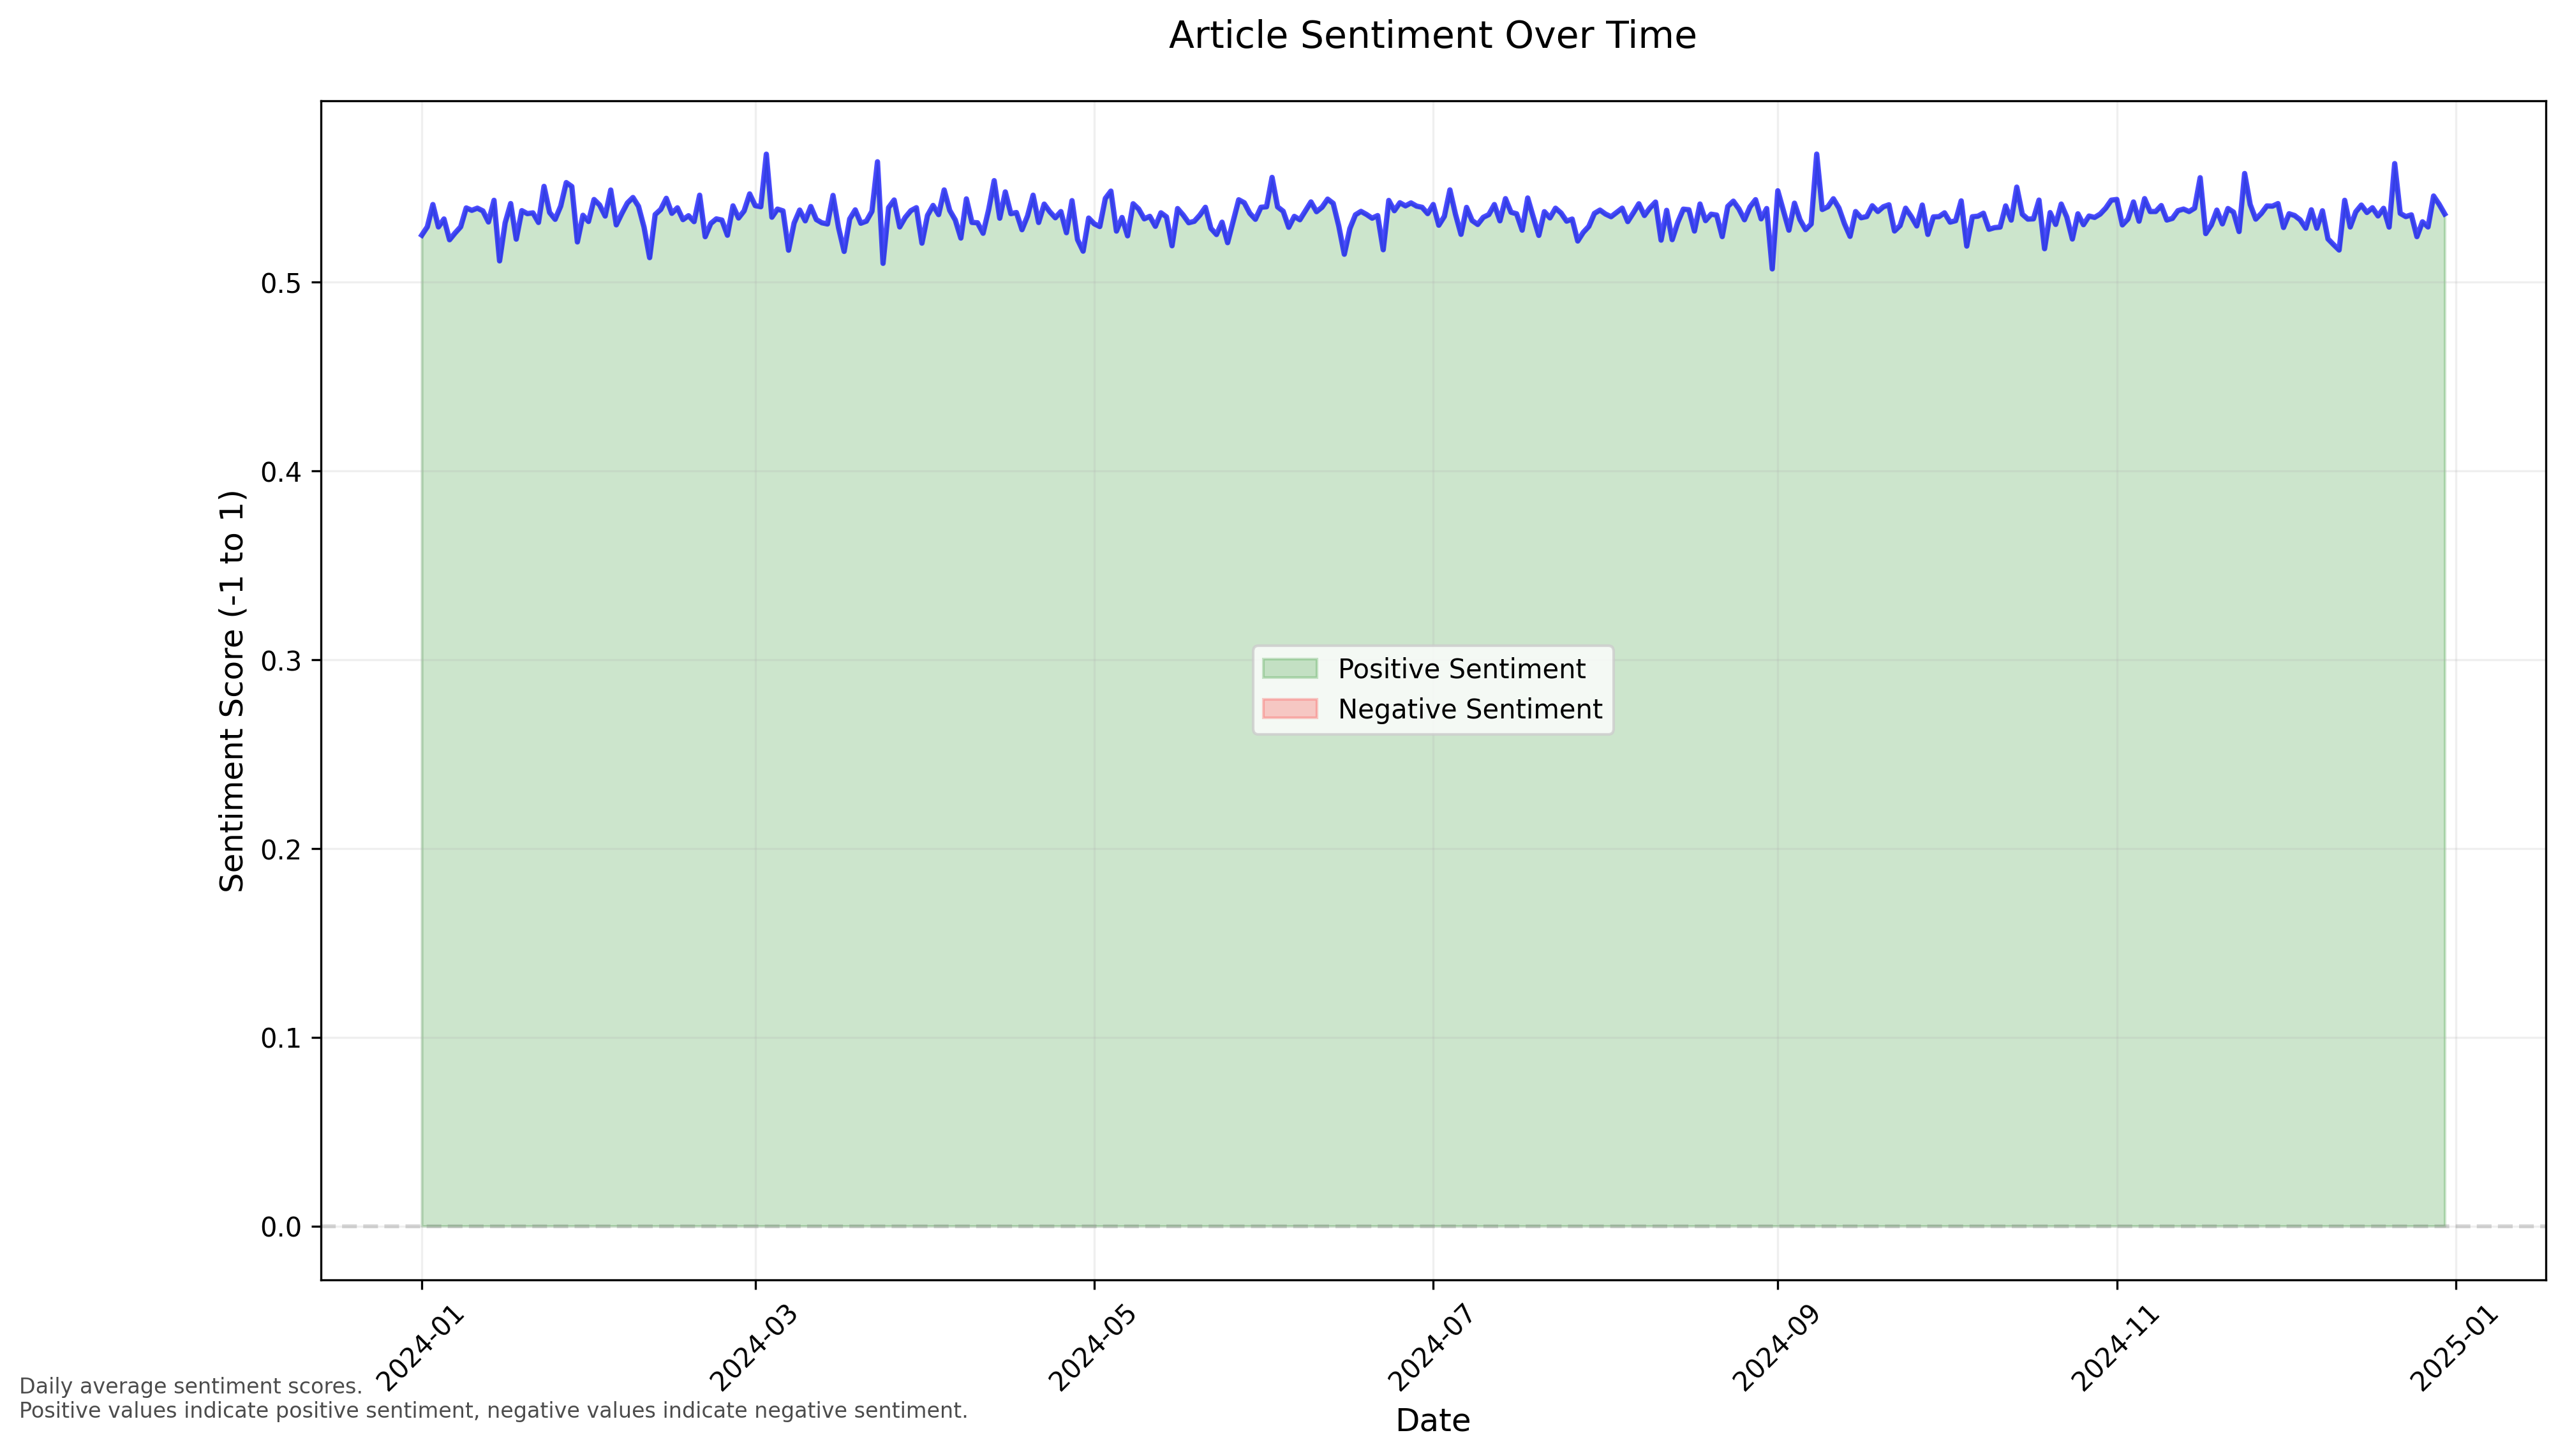 Article Sentiment Over Time
Sentiment Score (-1 to 1)
0.5
0.4
0.3
0.2
0.1
0.0
Positive Sentiment
Negative Sentiment
2024-01
2024-03
2024-05
2024-07
2024-09
2024-11
2025-01
Date
Daily average sentiment scores.
Positive values indicate positive sentiment, negative values indicate negative sentiment.